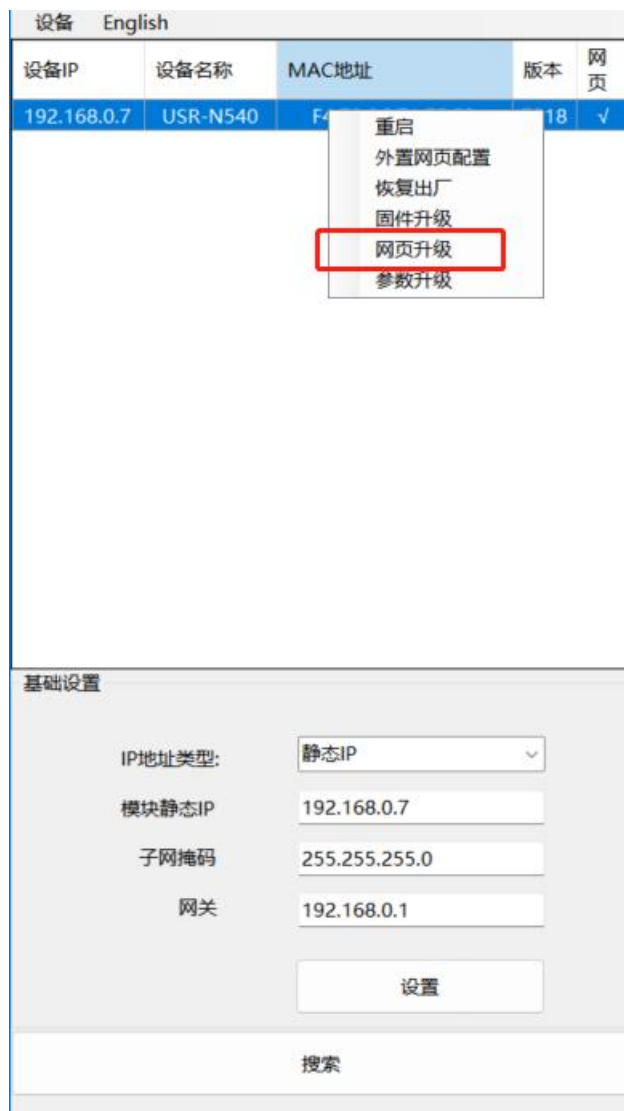 设备 English
设备IP 设备名称 MAC地址 版本 网页
192.168.0.7 USR-N540 F4 18 √
重启
外置网页配置
恢复出厂
固件升级
网页升级
参数升级
基础设置
IP地址类型: 静态IP
模块静态IP 192.168.0.7
子网掩码 255.255.255.0
网关 192.168.0.1
设置
搜索